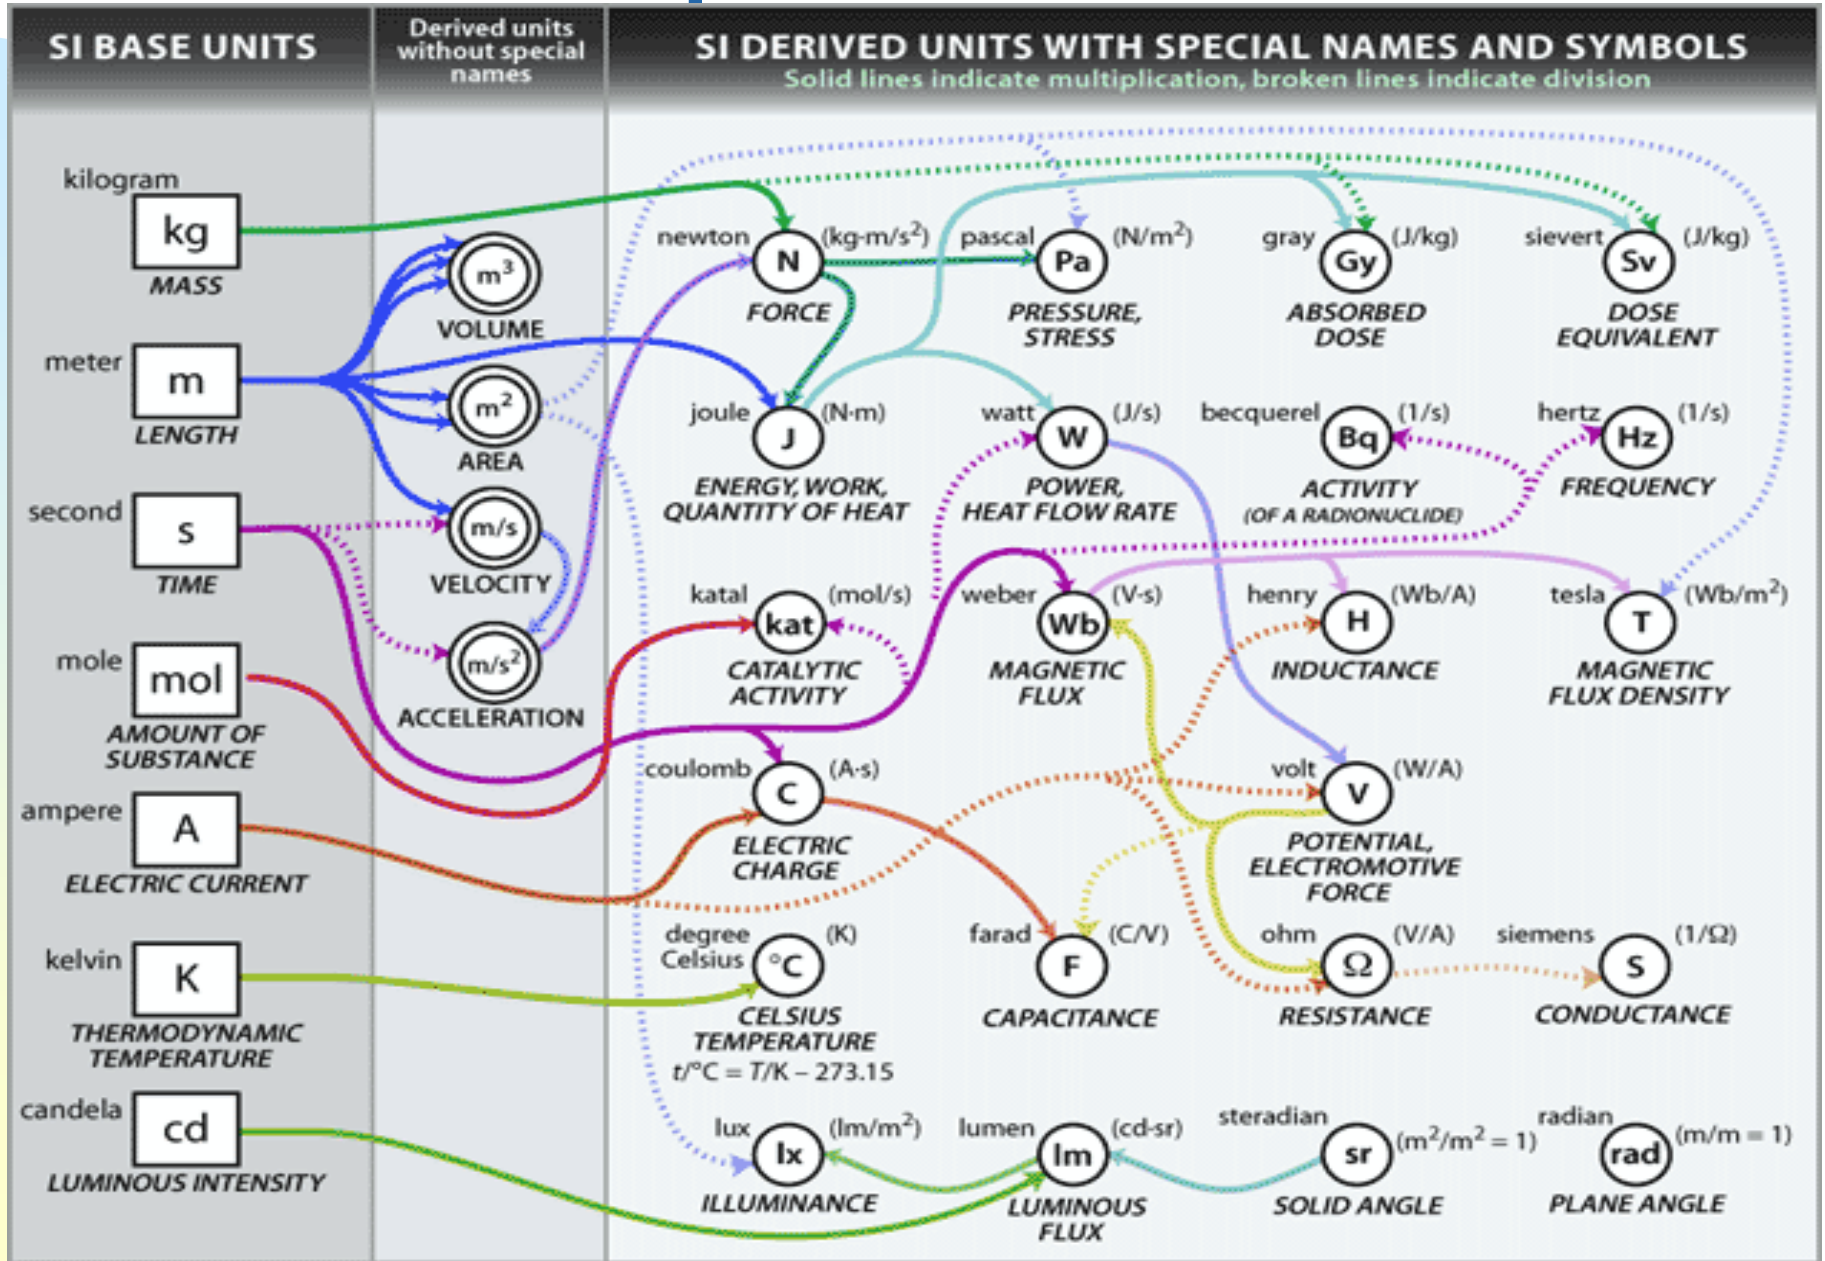 SI BASE UNITS
Derived units
without special
names
SI DERIVED UNITS WITH SPECIAL NAMES AND SYMBOLS
Solid lines indicate multiplication, broken lines indicate division
kilogram
kg
MASS
meter
m
LENGTH
second
s
TIME
mole
mol
AMOUNT OF
SUBSTANCE
ampere
A
ELECTRIC CURRENT
kelvin
K
THERMODYNAMIC
TEMPERATURE
candela
cd
LUMINOUS INTENSITY
m³
VOLUME
m²
AREA
m/s
VELOCITY
m/s²
ACCELERATION
newton
N
(kg·m/s²)
FORCE
pascal
Pa
(N/m²)
PRESSURE,
STRESS
gray
Gy
(J/kg)
ABSORBED
DOSE
sievert
Sv
(J/kg)
DOSE
EQUIVALENT
joule
J
(N·m)
ENERGY, WORK,
QUANTITY OF HEAT
watt
W
(J/s)
POWER,
HEAT FLOW RATE
becquerel
Bq
(1/s)
ACTIVITY
(OF A RADIONUCLIDE)
hertz
Hz
(1/s)
FREQUENCY
katal
kat
(mol/s)
CATALYTIC
ACTIVITY
weber
Wb
(V·s)
MAGNETIC
FLUX
henry
H
(Wb/A)
INDUCTANCE
tesla
T
(Wb/m²)
MAGNETIC
FLUX DENSITY
coulomb
C
(A·s)
ELECTRIC
CHARGE
volt
V
(W/A)
POTENTIAL,
ELECTROMOTIVE
FORCE
degree
Celsius
°C
(K)
CELSIUS
TEMPERATURE
t/°C = T/K – 273.15
farad
F
(C/V)
CAPACITANCE
ohm
Ω
(V/A)
RESISTANCE
siemens
S
(1/Ω)
CONDUCTANCE
lux
lx
(lm/m²)
ILLUMINANCE
lumen
lm
(cd·sr)
LUMINOUS
FLUX
steradian
sr
(m²/m² = 1)
SOLID ANGLE
radian
rad
(m/m = 1)
PLANE ANGLE